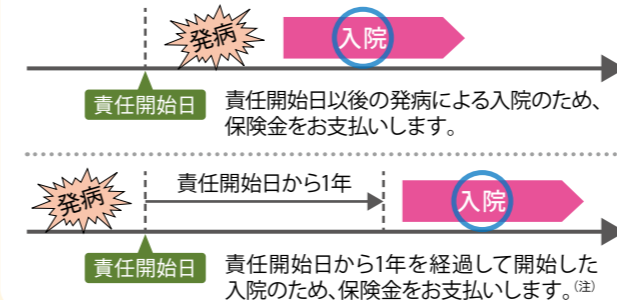 発病
入院
責任開始日
責任開始日以後の発病による入院のため、
保険金をお支払いします。
発病
責任開始日から1年
入院
責任開始日
責任開始日から1年を経過して開始した
入院のため、保険金をお支払いします。(注)